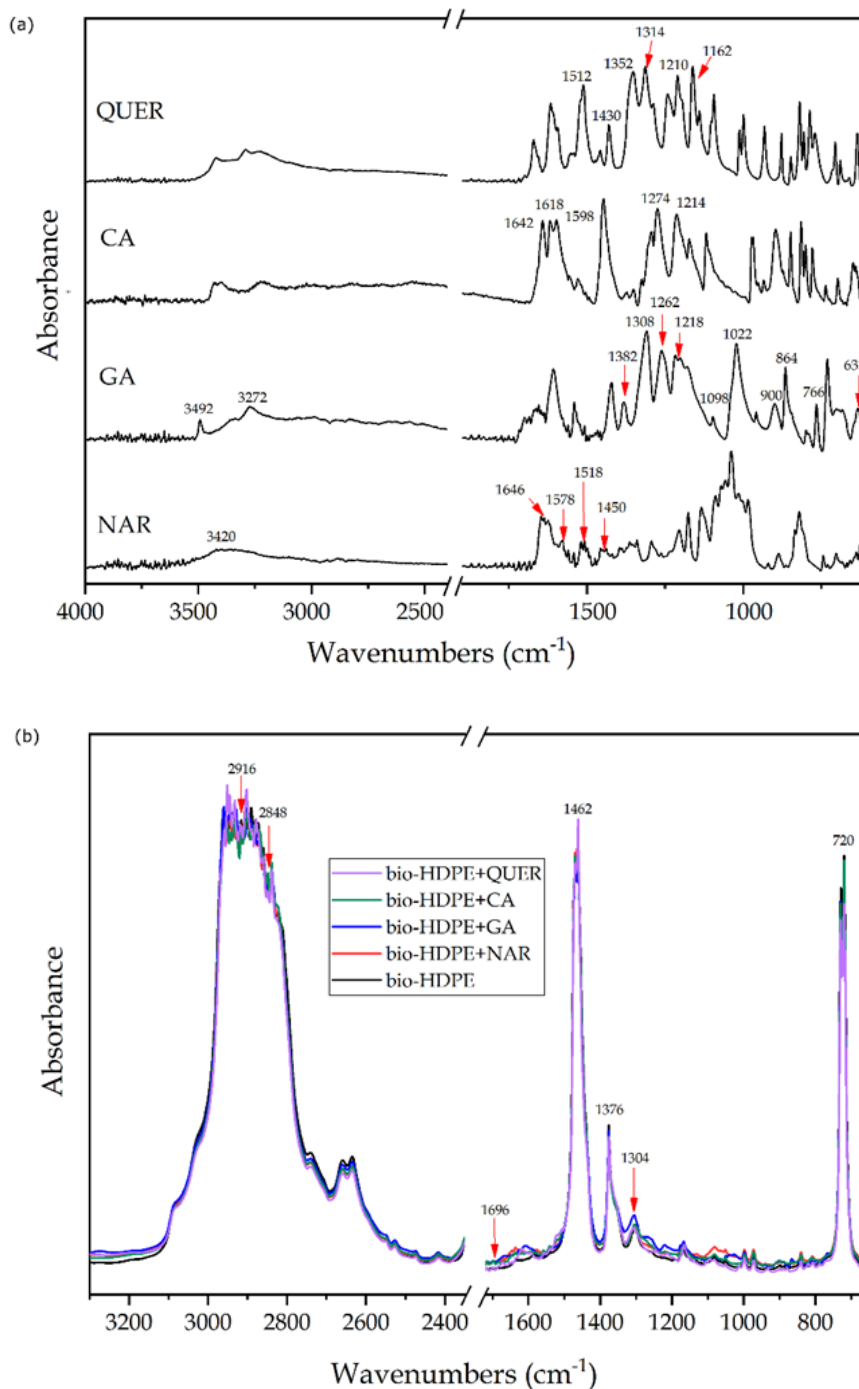 (a)
QUER
1512
1430
1352
1314
1210
1162
CA
1642
1618
1598
1274
1214
GA
3492
3272
1382
1308
1262
1218
1098
1022
900
864
766
NAR
3420
1646
1578
1518
1450
Absorbance
4000 3500 3000 2500 1500 1000
Wavenumbers (cm⁻¹)
(b)
2916
2848
1462
720
bio-HDPE+QUER
bio-HDPE+CA
bio-HDPE+GA
bio-HDPE+NAR
bio-HDPE
1376
1304
1696
Absorbance
3200 3000 2800 2600 2400 1600 1400 1200 1000 800
Wavenumbers (cm⁻¹)